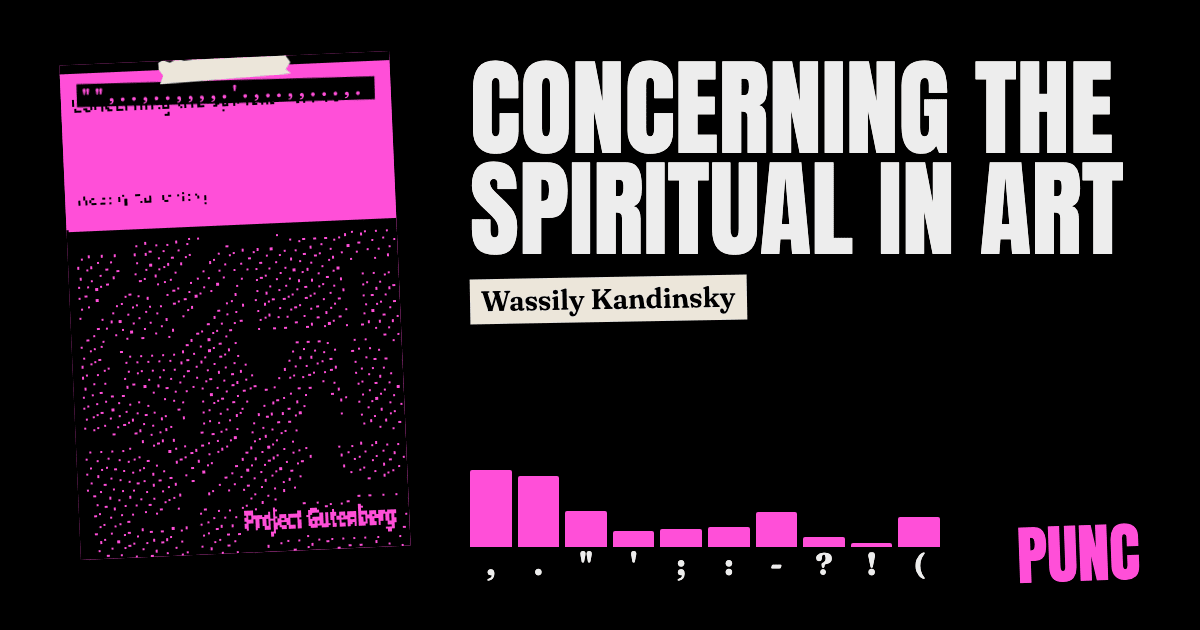 "",.,.,,,,,'.,.,.,.,.
CONCERNING THE
SPIRITUAL IN ART
Wassily Kandinsky
Project Gutenberg
, . " ' ; : - ? ! (
PUNC